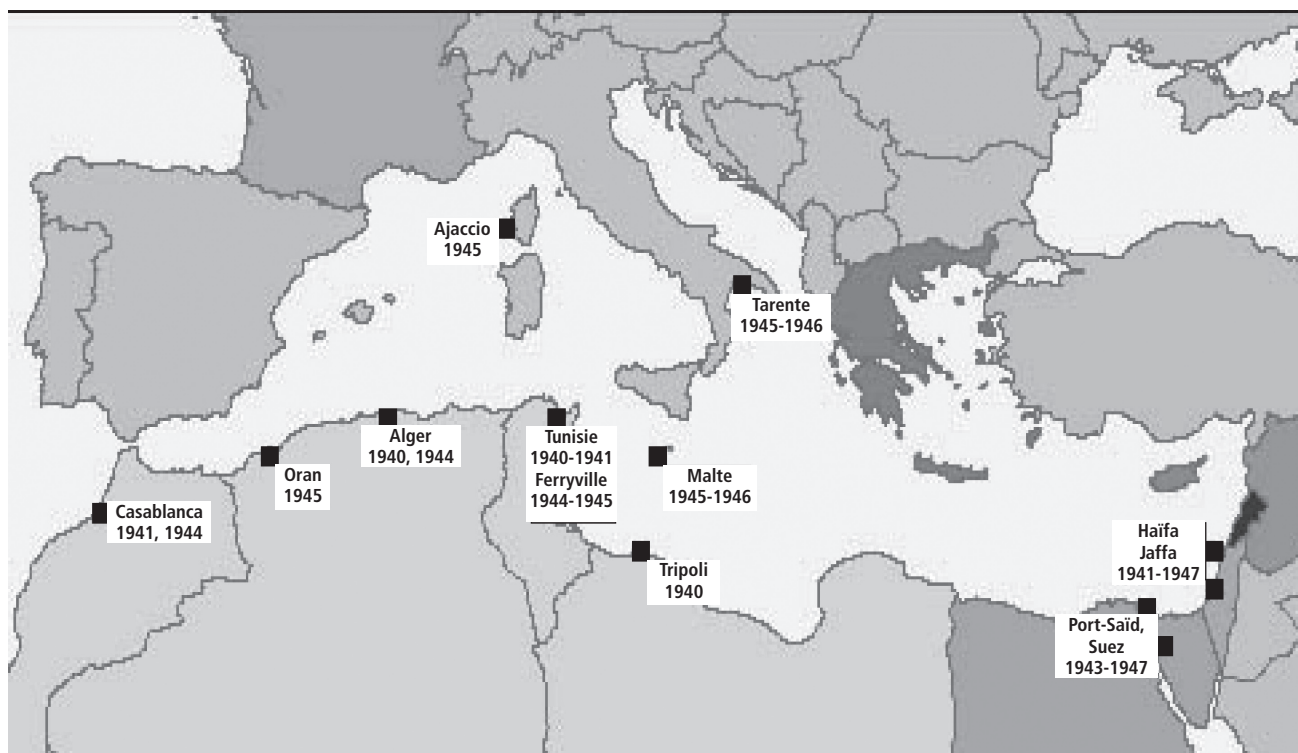 Ajaccio
1945
Tarente
1945-1946
Alger
1940, 1944
Oran
1945
Tunisie
1940-1941
Ferryville
1944-1945
Malte
1945-1946
Casablanca
1941, 1944
Tripoli
1940
Haïfa
Jaffa
1941-1947
Port-Saïd,
Suez
1943-1947